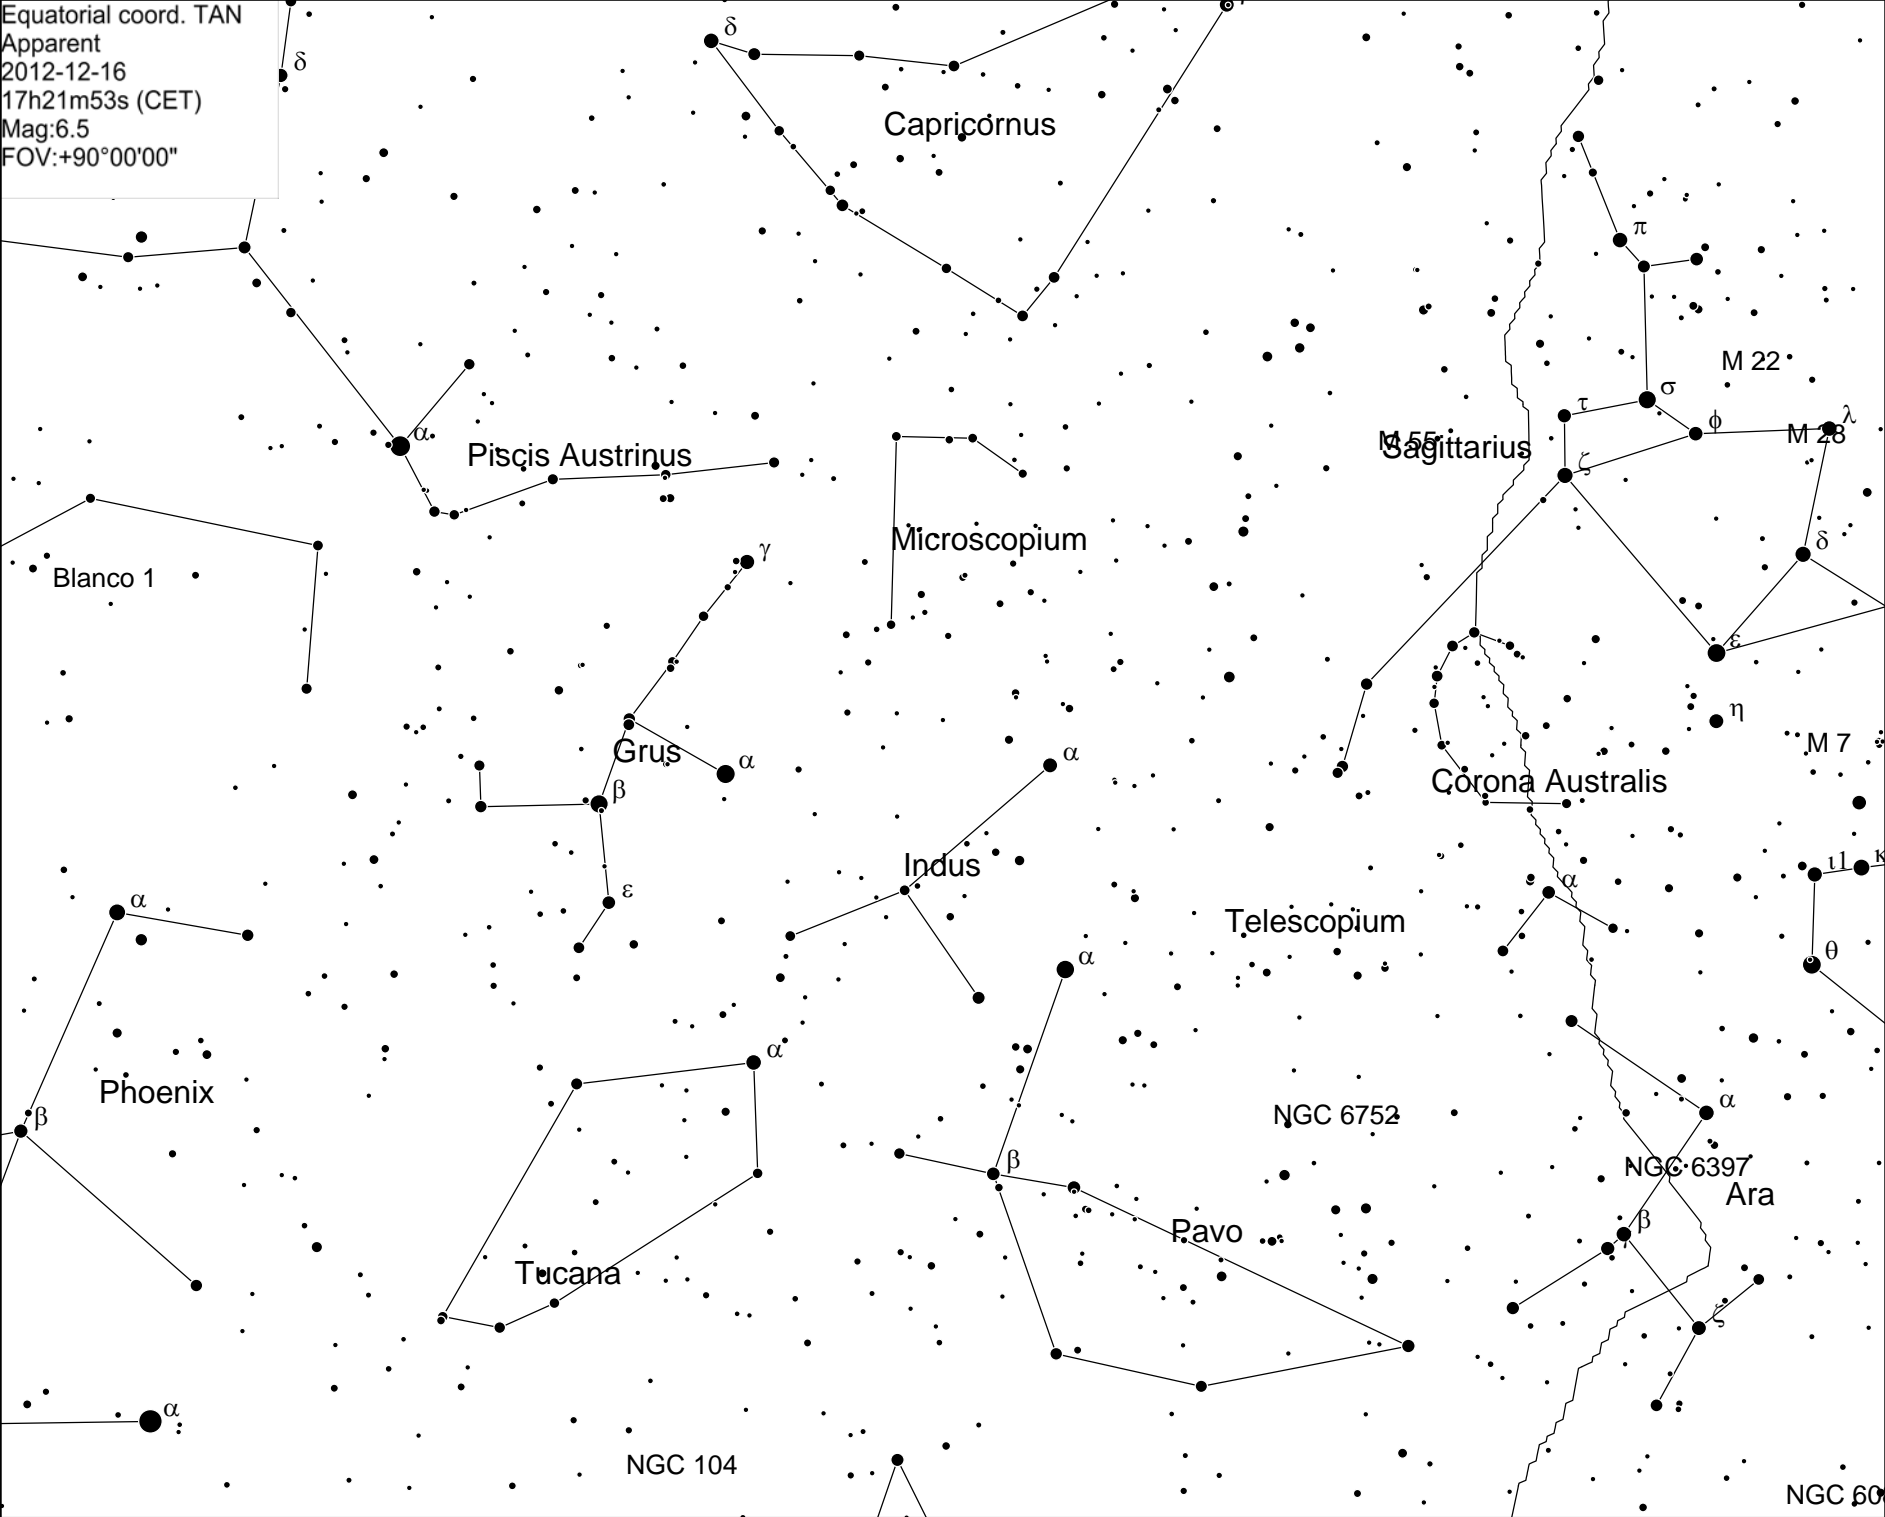 Equatorial coord. TAN
Apparent
2012-12-16
17h21m53s (CET)
Mag:6.5
FOV:+90°00'00"
δ
δ
Capricornus
π
M 22
σ
τ
λ
ϕ
M 28
α
Piscis Austrinus
M 55
Sagittarius
ζ
Microscopium
δ
γ
Blanco 1
ε
η
M 7
Grus
α
α
β
Corona Australis
ι1
κ
Indus
α
ε
α
Telescopium
θ
α
α
Phoenix
α
β
NGC 6752
β
NGC 6397
Ara
β
Pavo
Tucana
ζ
α
NGC 104
NGC 60